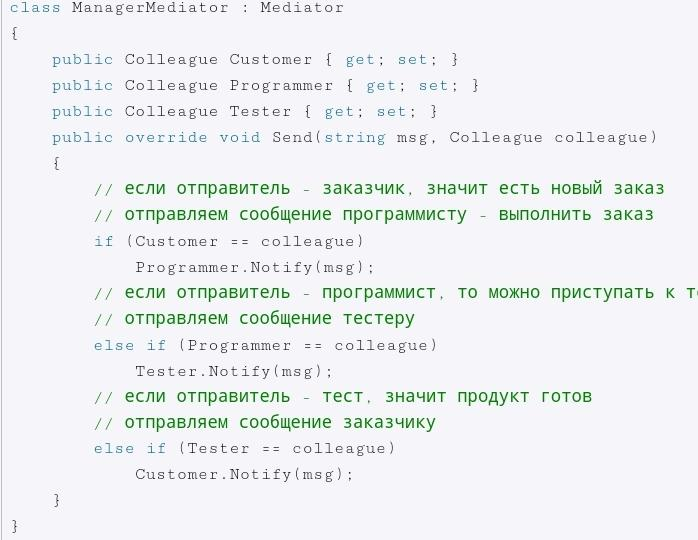 class ManagerMediator : Mediator
{
public Colleague Customer { get; set; }
public Colleague Programmer { get; set; }
public Colleague Tester { get; set; }
public override void Send(string msg, Colleague colleague)
{
// если отправитель - заказчик, значит есть новый заказ
// отправляем сообщение программисту - выполнить заказ
if (Customer == colleague)
Programmer.Notify(msg);
// если отправитель - программист, то можно приступать к
// отправляем сообщение тестеру
else if (Programmer == colleague)
Tester.Notify(msg);
// если отправитель - тест, значит продукт готов
// отправляем сообщение заказчику
else if (Tester == colleague)
Customer.Notify(msg);
}
}